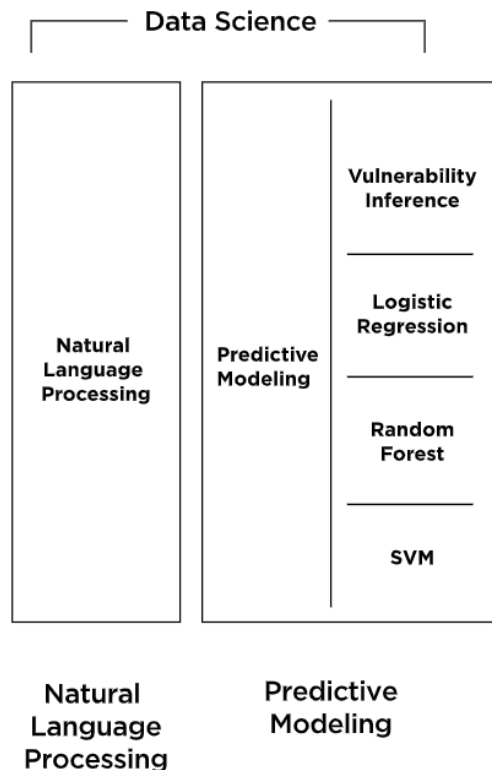 Data Science
Natural
Language
Processing
Predictive
Modeling
Vulnerability
Inference
Logistic
Regression
Random
Forest
SVM
Natural
Language
Processing
Predictive
Modeling